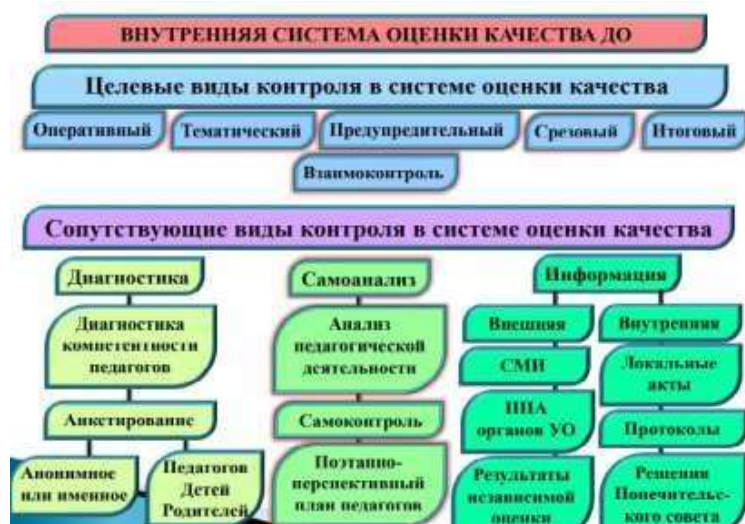 ВНУТРЕННЯЯ СИСТЕМА ОЦЕНКИ КАЧЕСТВА ДО
Целевые виды контроля в системе оценки качества
Оперативный
Тематический
Предупредительный
Срезовый
Итоговый
Взаимоконтроль
Сопутствующие виды контроля в системе оценки качества
Диагностика
Диагностика
компетентности
педагогов
Анкетирование
Анонимное
или именное
Педагогов
Детей
Родителей
Самоанализ
Анализ
педагогической
деятельности
Самоконтроль
Поэтапно-
перспективный
план педагогов
Информация
Внешняя
СМИ
НПА
органов УО
Результаты
независимой
оценки
Внутренняя
Локальные
акты
Протоколы
Решения
Попечительс
кого совета